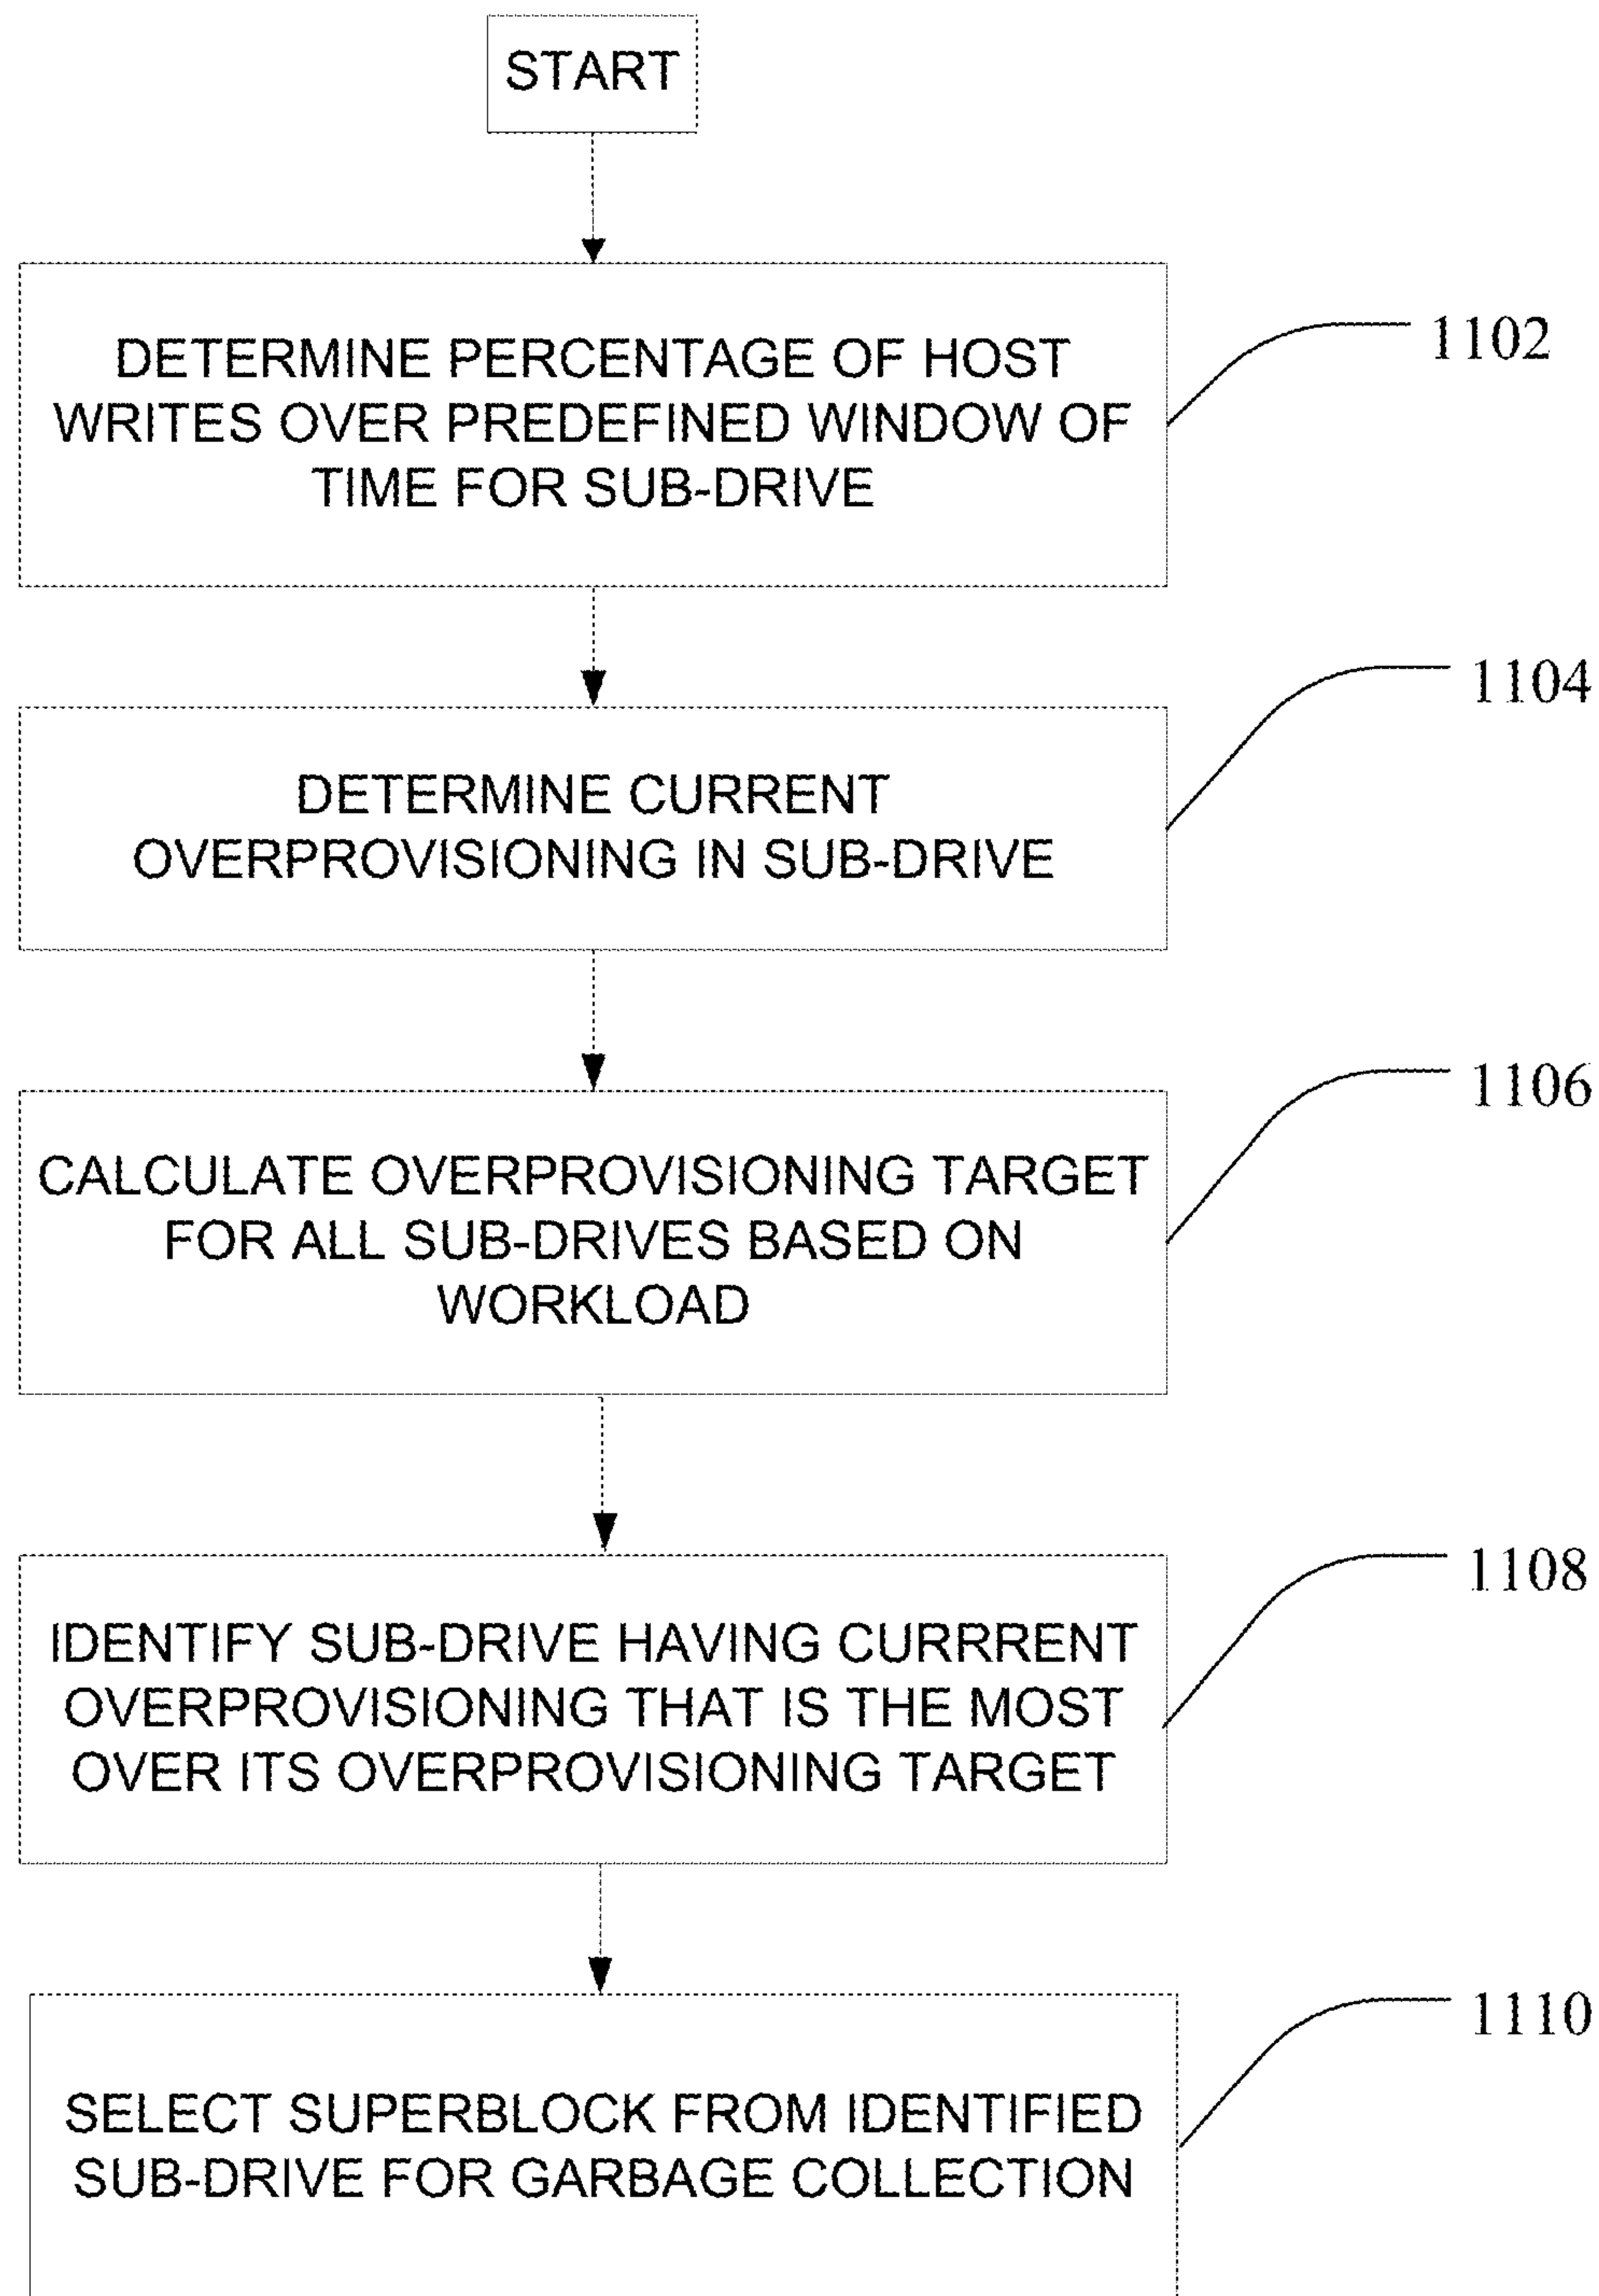 START
DETERMINE PERCENTAGE OF HOST
WRITES OVER PREDEFINED WINDOW OF
TIME FOR SUB-DRIVE
1102
DETERMINE CURRENT
OVERPROVISIONING IN SUB-DRIVE
1104
CALCULATE OVERPROVISIONING TARGET
FOR ALL SUB-DRIVES BASED ON
WORKLOAD
1106
IDENTIFY SUB-DRIVE HAVING CURRRENT
OVERPROVISIONING THAT IS THE MOST
OVER ITS OVERPROVISIONING TARGET
1108
SELECT SUPERBLOCK FROM IDENTIFIED
SUB-DRIVE FOR GARBAGE COLLECTION
1110